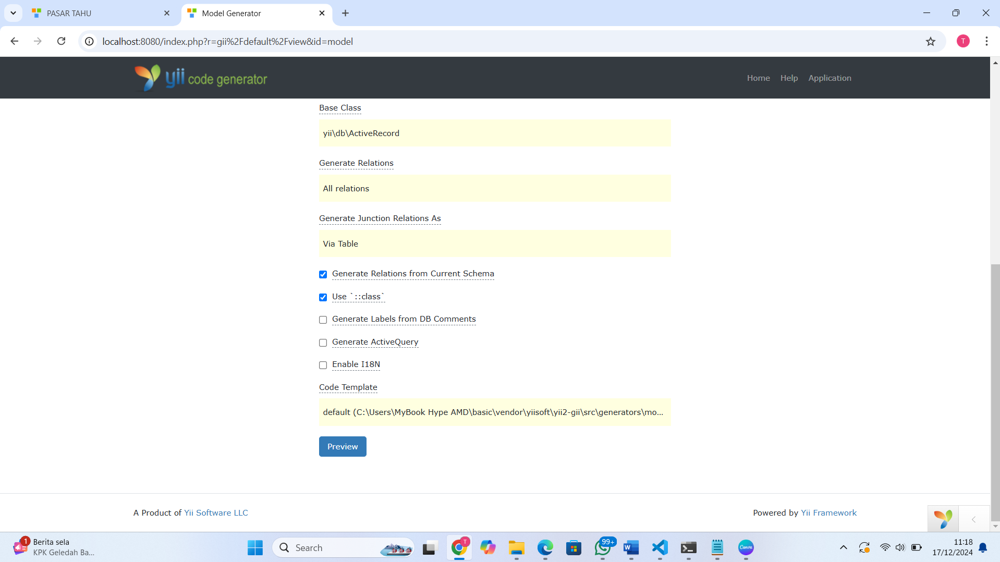 PASAR TAHU
Model Generator
localhost:8080/index.php?r=gii%2Fdefault%2Fview&id=model
T
yii code generator
Home Help Application
Base Class
yii\db\ActiveRecord
Generate Relations
All relations
Generate Junction Relations As
Via Table
Generate Relations from Current Schema
Use `::class`
Generate Labels from DB Comments
Generate ActiveQuery
Enable I18N
Code Template
default (C:\Users\MyBook Hype AMD\basic\vendor\yiisoft\yii2-gii\src\generators\mo...
Preview
A Product of Yii Software LLC
Powered by Yii Framework
1
Berita sela
KPK Geledah Ba...
Search
T
99+
W
Canva
11:18
17/12/2024